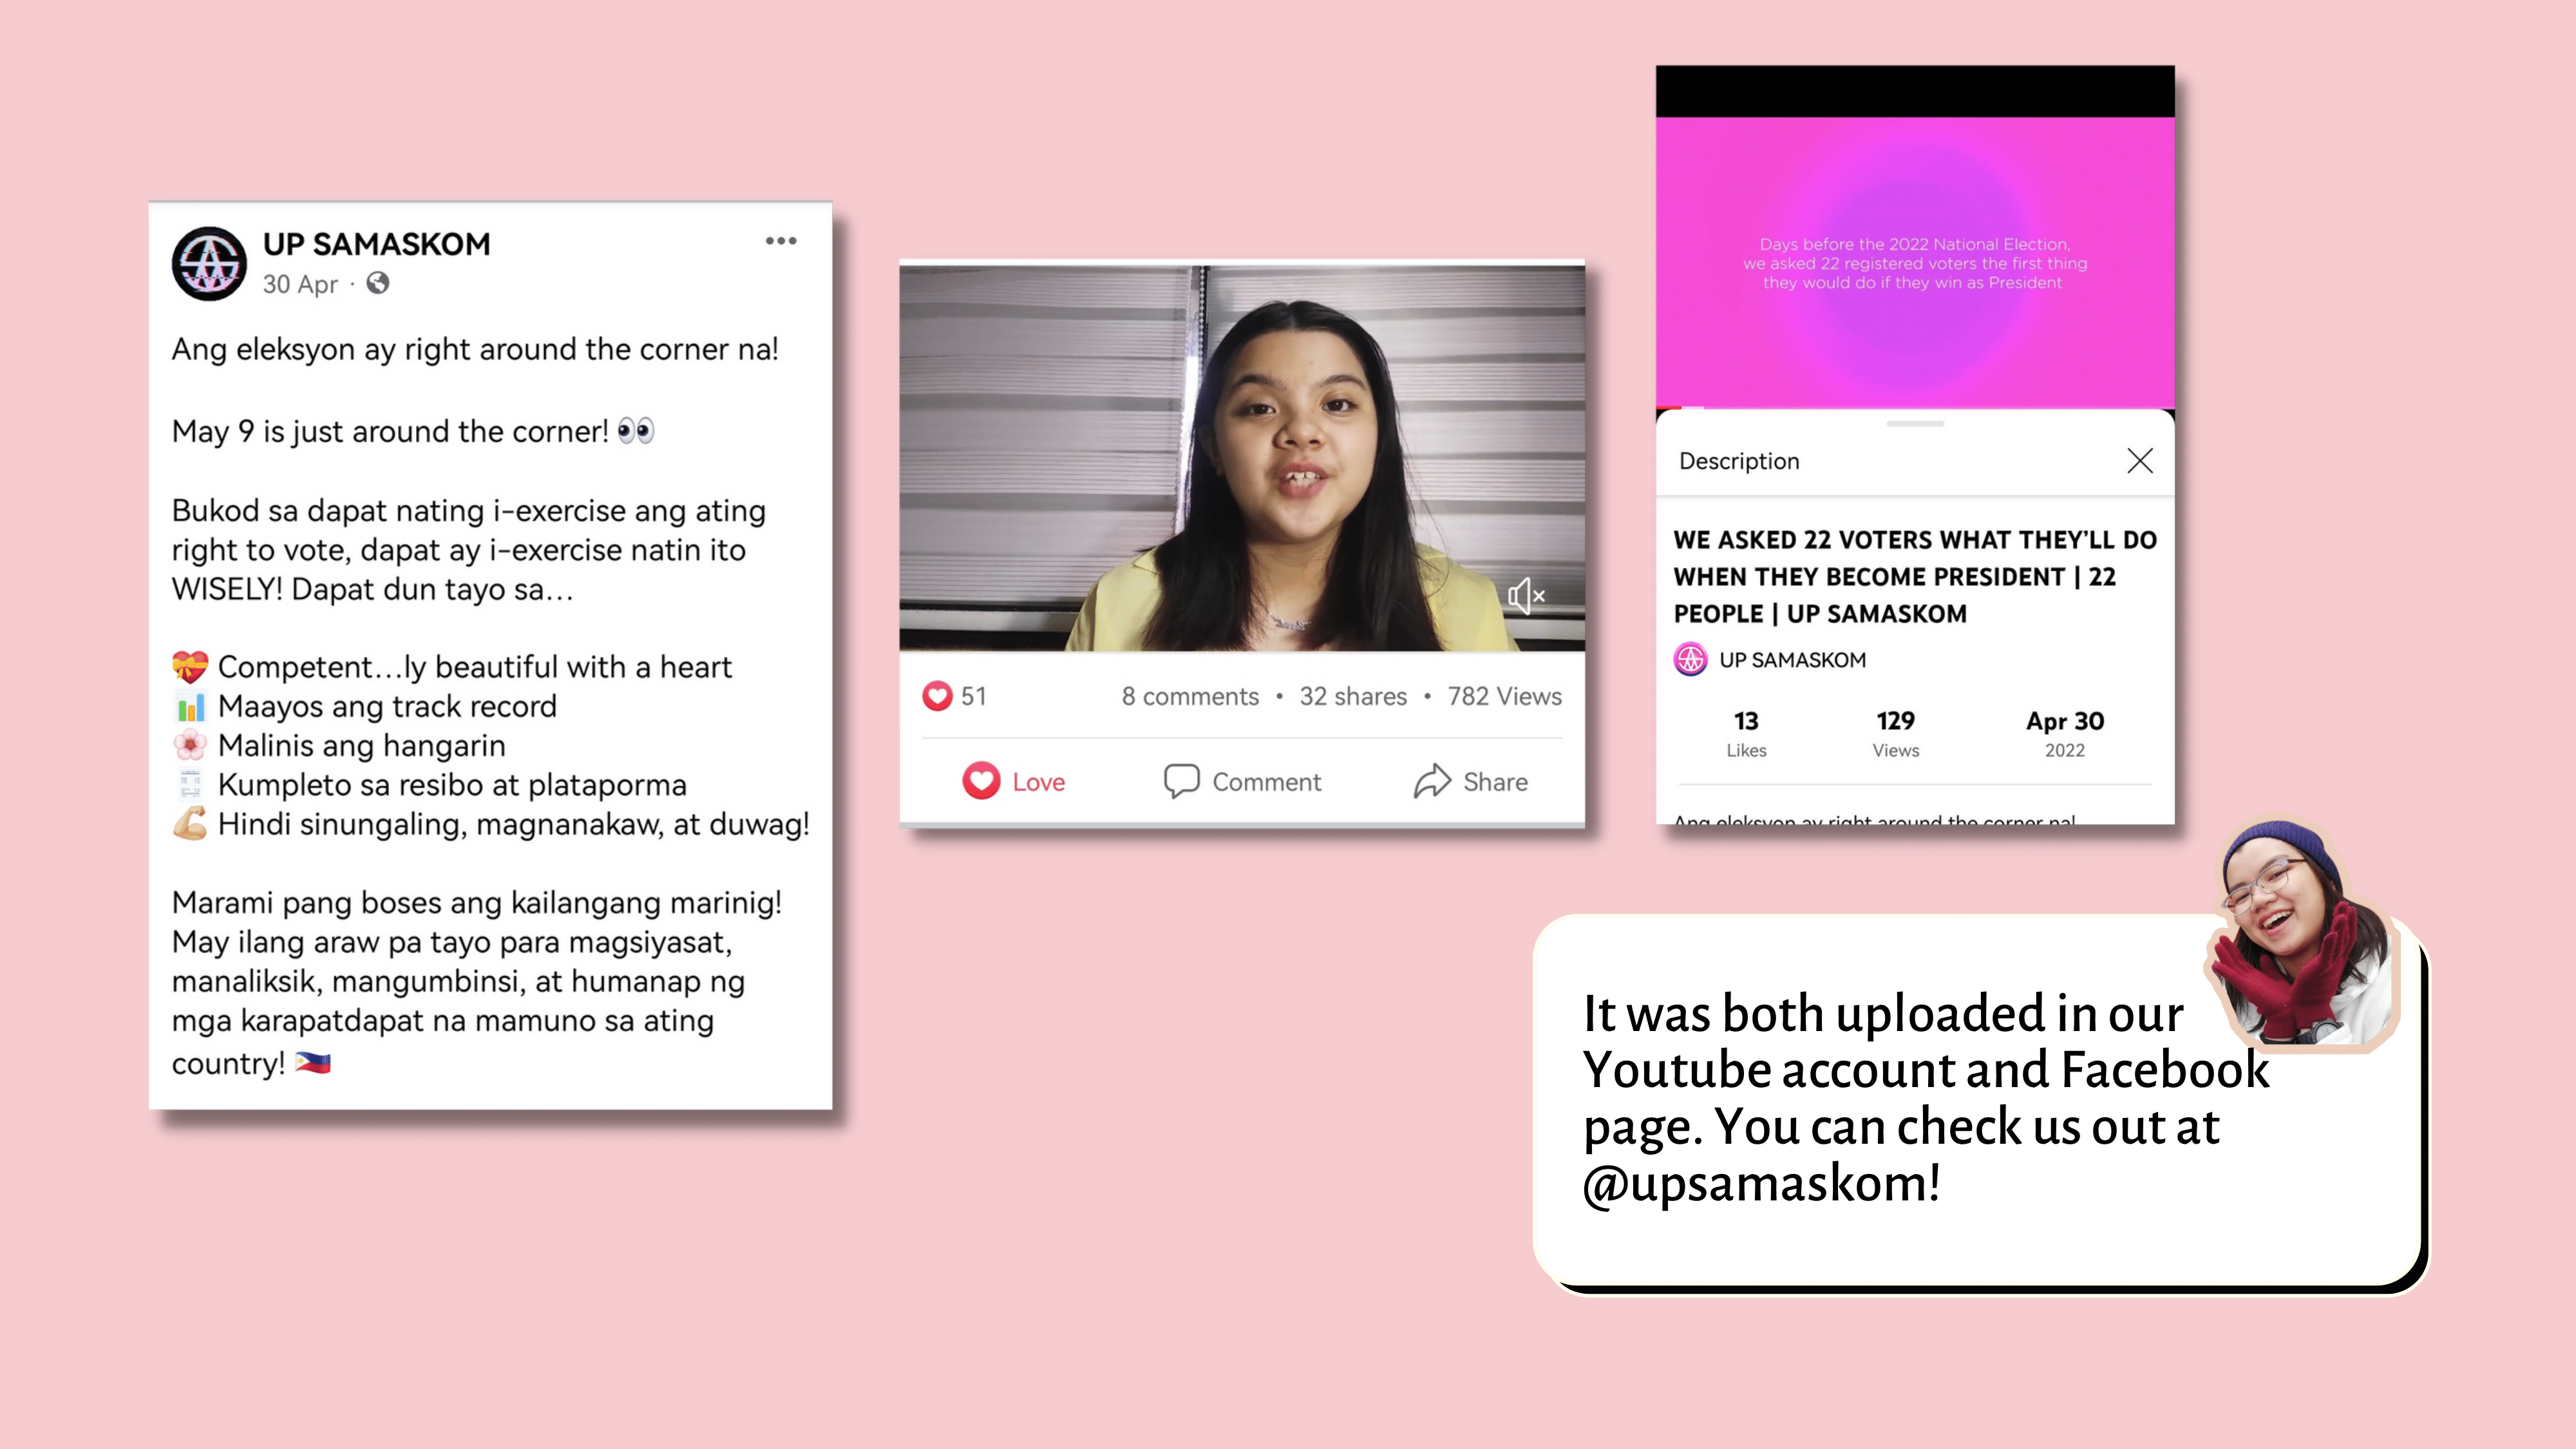 UP SAMASKOM
30 Apr ·
Ang eleksyon ay right around the corner na!
May 9 is just around the corner! 👀
Bukod sa dapat nating i-exercise ang ating
right to vote, dapat ay i-exercise natin ito
WISELY! Dapat dun tayo sa...
💝 Competent...ly beautiful with a heart
📊 Maayos ang track record
🌸 Malinis ang hangarin
🧾 Kumpleto sa resibo at plataporma
💪🏼 Hindi sinungaling, magnanakaw, at duwag!
Marami pang boses ang kailangang marinig!
May ilang araw pa tayo para magsiyasat,
manaliksik, mangumbinsi, at humanap ng
mga karapatdapat na mamuno sa ating
country! 🇵🇭
51
8 comments • 32 shares • 782 Views
Love
Comment
Share
Days before the 2022 National Election,
we asked 22 registered voters the first thing
they would do if they win as President
Description
WE ASKED 22 VOTERS WHAT THEY'LL DO
WHEN THEY BECOME PRESIDENT | 22
PEOPLE | UP SAMASKOM
UP SAMASKOM
13 129 Apr 30
Likes Views 2022
Ang eleksyon ay right around the corner na!
It was both uploaded in our
Youtube account and Facebook
page. You can check us out at
@upsamaskom!